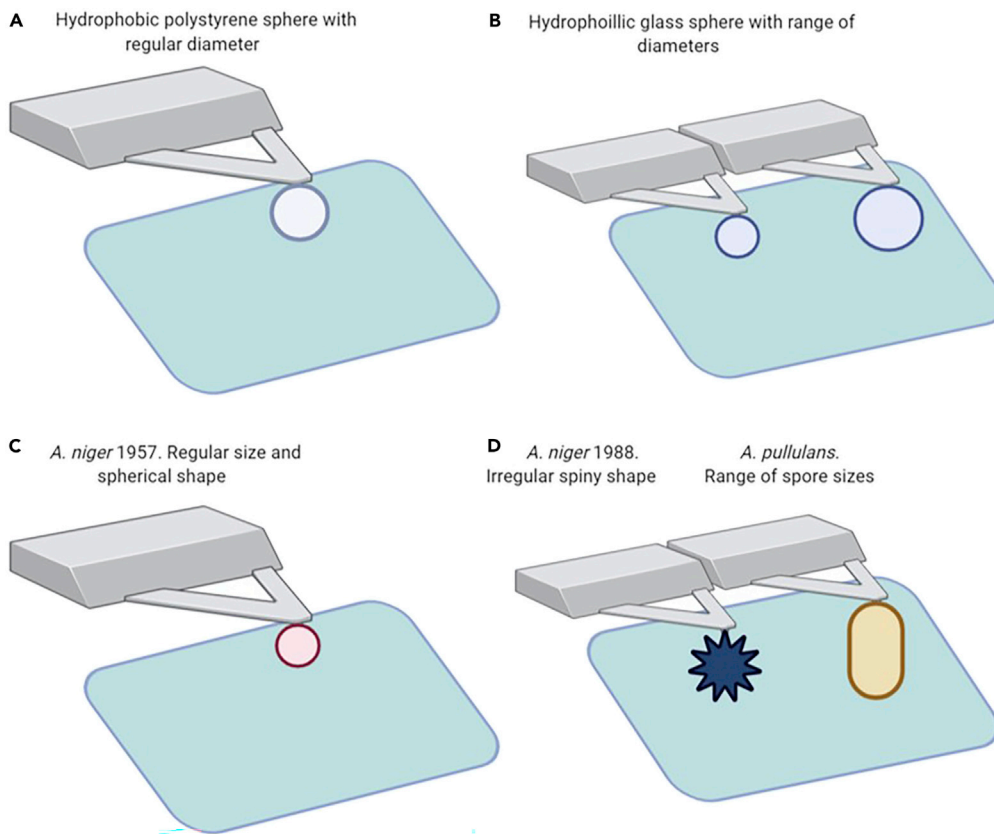 A
Hydrophobic polystyrene sphere with
regular diameter
B
Hydrophoillic glass sphere with range of
diameters
C
A. niger 1957. Regular size and
spherical shape
D
A. niger 1988.
Irregular spiny shape
A. pullulans.
Range of spore sizes